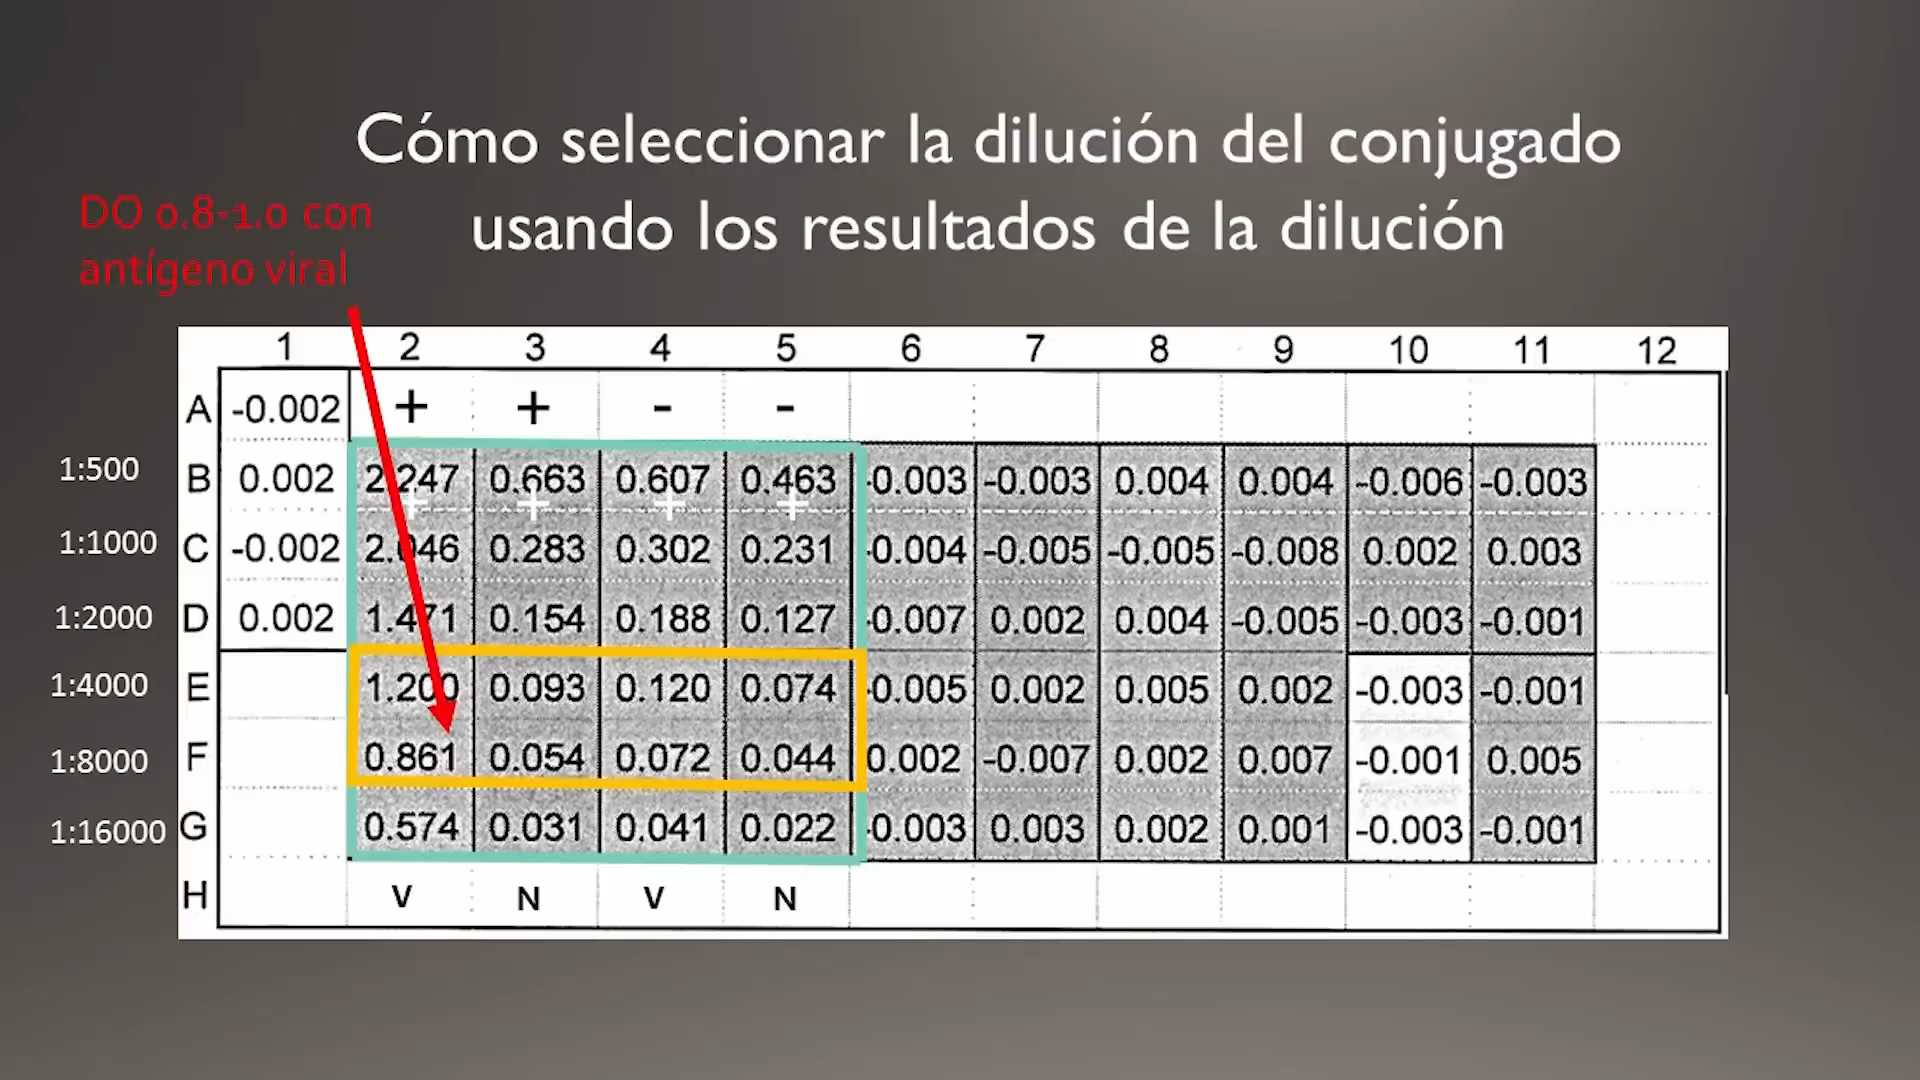 Cómo seleccionar la dilución del conjugado
usando los resultados de la dilución
DO 0.8-1.0 con
antígeno viral
1 2 3 4 5 6 7 8 9 10 11 12
A -0.002 + + - -
1:500 B 0.002 2.247 0.663 0.607 0.463 -0.003 -0.003 0.004 0.004 -0.006 -0.003
+ + + +
1:1000 C -0.002 2.046 0.283 0.302 0.231 -0.004 -0.005 -0.005 -0.008 0.002 0.003
1:2000 D 0.002 1.471 0.154 0.188 0.127 -0.007 0.002 0.004 -0.005 -0.003 -0.001
1:4000 E 1.200 0.093 0.120 0.074 -0.005 0.002 0.005 0.002 -0.003 -0.001
1:8000 F 0.861 0.054 0.072 0.044 0.002 -0.007 0.002 0.007 -0.001 0.005
1:16000 G 0.574 0.031 0.041 0.022 -0.003 0.003 0.002 0.001 -0.003 -0.001
H V N V N